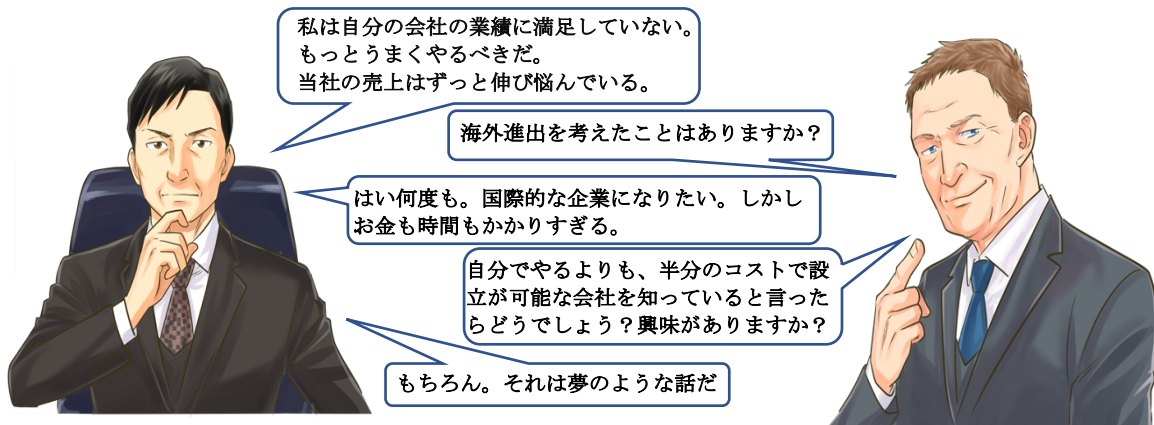 私は自分の会社の業績に満足していない。
もっとうまくやるべきだ。
当社の売上はずっと伸び悩んでいる。
海外進出を考えたことはありますか？
はい何度も。国際的な企業になりたい。しかし
お金も時間もかかりすぎる。
自分でやるよりも、半分のコストで設
立が可能な会社を知っていると言った
らどうでしょう？興味がありますか？
もちろん。それは夢のような話だ